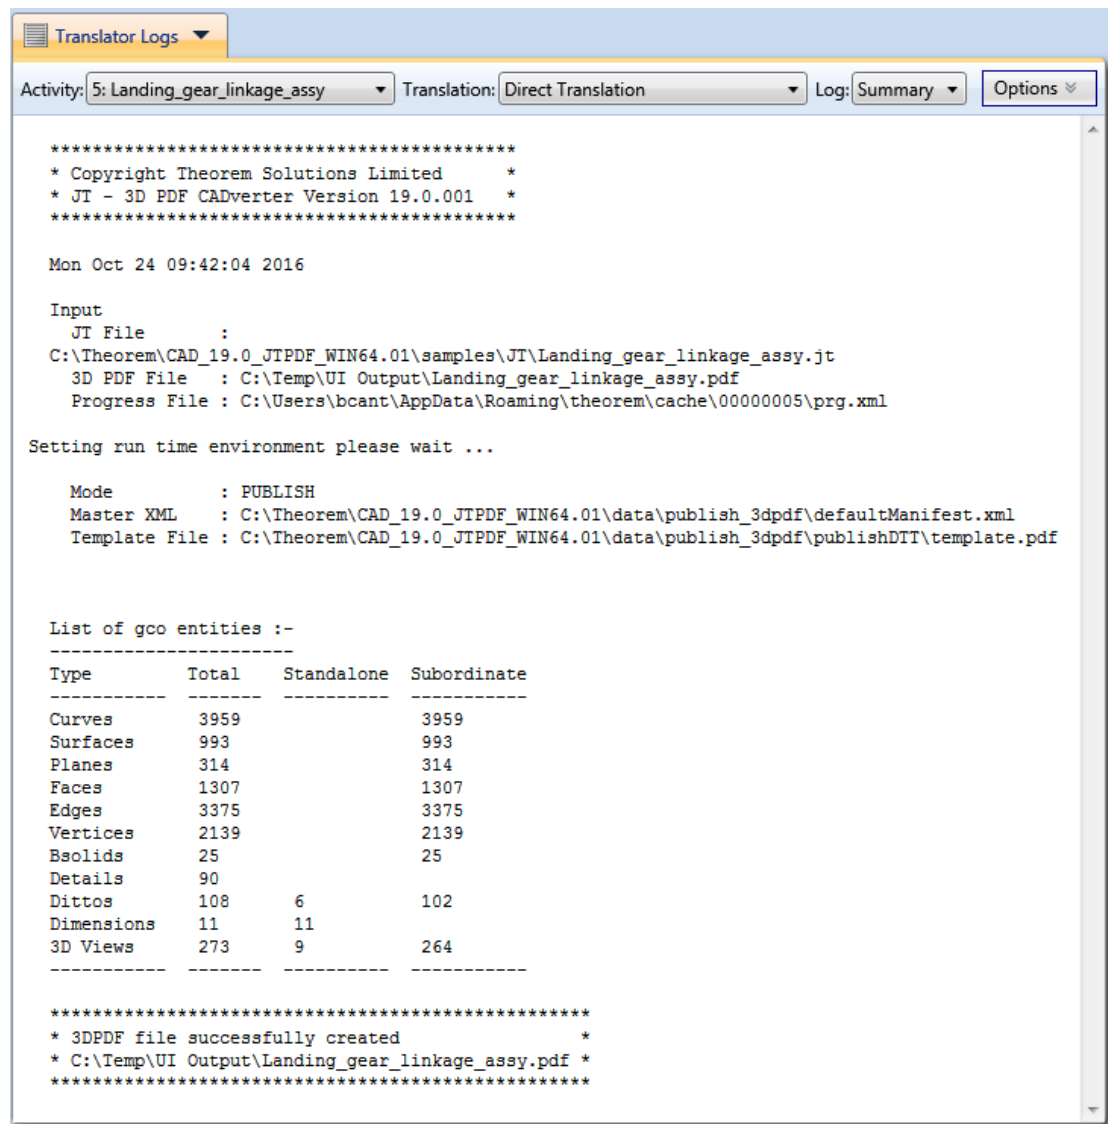 Translator Logs
Activity: 5: Landing_gear_linkage_assy Translation: Direct Translation Log: Summary Options
*********************************************
* Copyright Theorem Solutions Limited      *
* JT - 3D PDF CADverter Version 19.0.001   *
*********************************************
Mon Oct 24 09:42:04 2016
Input
JT File          :
C:\Theorem\CAD_19.0_JTPDF_WIN64.01\samples\JT\Landing_gear_linkage_assy.jt
3D PDF File   : C:\Temp\UI Output\Landing_gear_linkage_assy.pdf
Progress File : C:\Users\bcant\AppData\Roaming\theorem\cache\00000005\prg.xml
Setting run time environment please wait ...
Mode          : PUBLISH
Master XML    : C:\Theorem\CAD_19.0_JTPDF_WIN64.01\data\publish_3dpdf\defaultManifest.xml
Template File : C:\Theorem\CAD_19.0_JTPDF_WIN64.01\data\publish_3dpdf\publishDTT\template.pdf
List of gco entities :-
-----------------------
Type         Total    Standalone  Subordinate
-----------  -------  ----------  -----------
Curves        3959                 3959
Surfaces      993                  993
Planes        314                  314
Faces         1307                 1307
Edges         3375                 3375
Vertices      2139                 2139
Bsolids       25                   25
Details       90
Dittos        108      6           102
Dimensions    11       11
3D Views      273      9           264
-----------  -------  ----------  -----------
***************************************************
* 3DPDF file successfully created                 *
* C:\Temp\UI Output\Landing_gear_linkage_assy.pdf *
***************************************************